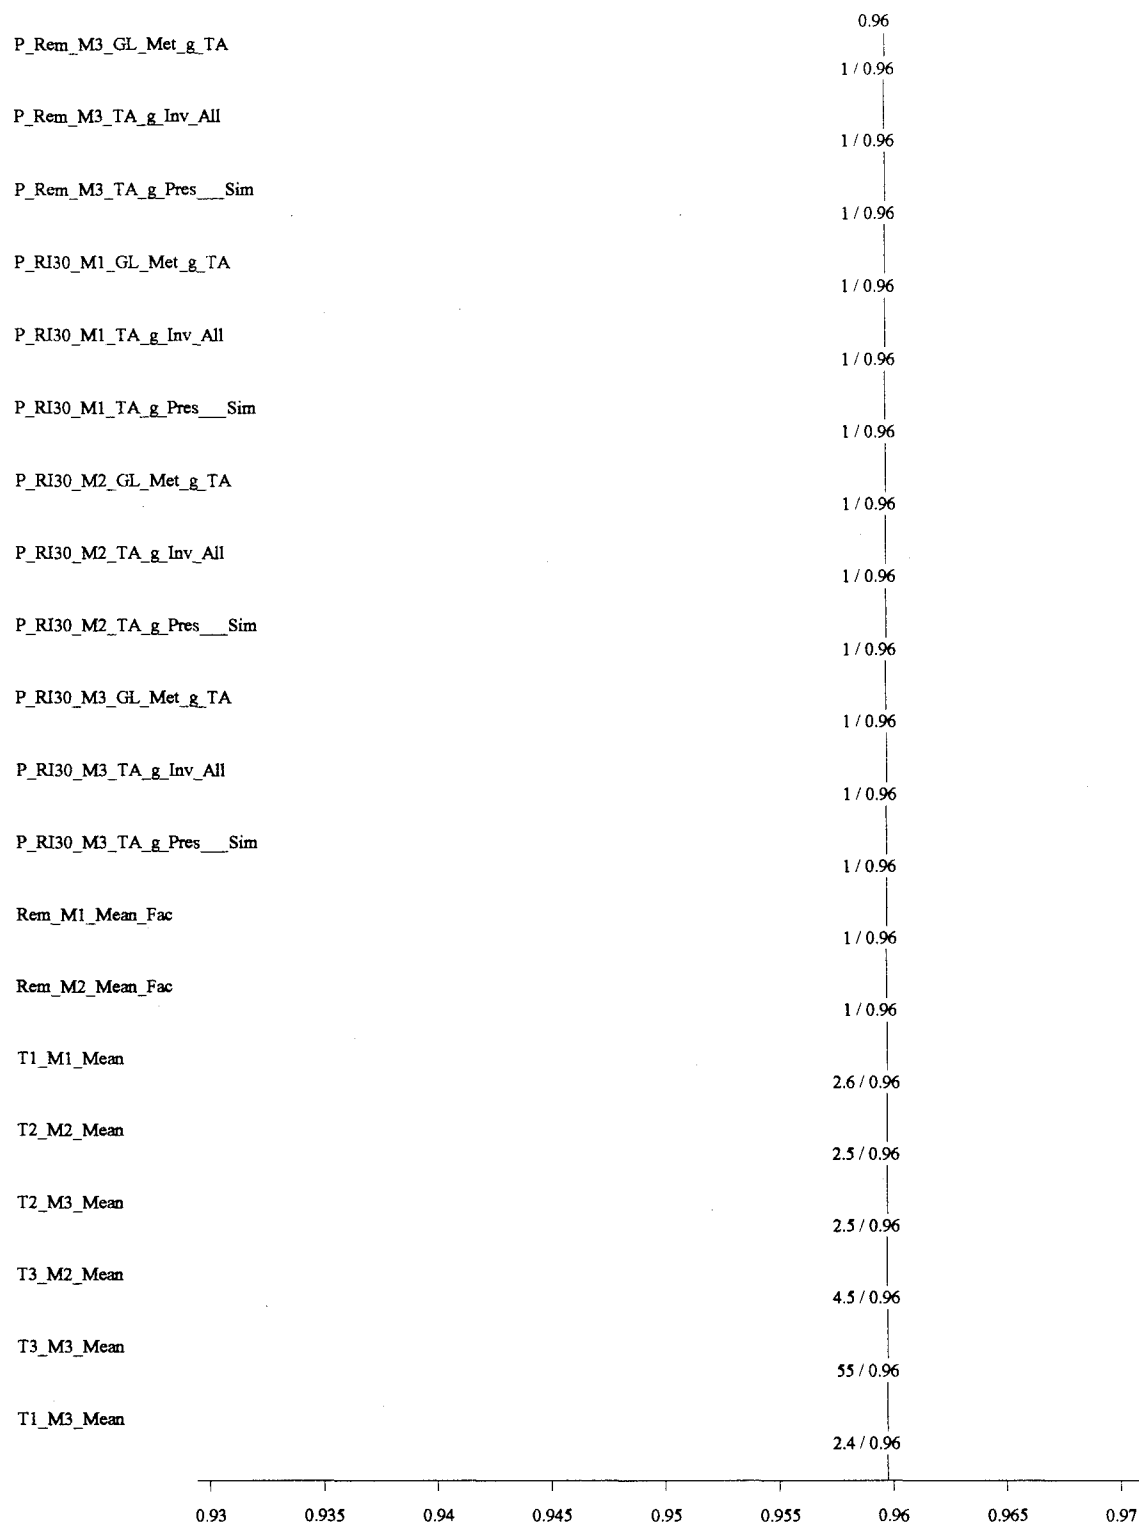 0.96
P_Rem_M3_GL_Met_g_TA
1 / 0.96
P_Rem_M3_TA_g_Inv_All
1 / 0.96
P_Rem_M3_TA_g_Pres___Sim
1 / 0.96
P_RI30_M1_GL_Met_g_TA
1 / 0.96
P_RI30_M1_TA_g_Inv_All
1 / 0.96
P_RI30_M1_TA_g_Pres___Sim
1 / 0.96
P_RI30_M2_GL_Met_g_TA
1 / 0.96
P_RI30_M2_TA_g_Inv_All
1 / 0.96
P_RI30_M2_TA_g_Pres___Sim
1 / 0.96
P_RI30_M3_GL_Met_g_TA
1 / 0.96
P_RI30_M3_TA_g_Inv_All
1 / 0.96
P_RI30_M3_TA_g_Pres___Sim
1 / 0.96
Rem_M1_Mean_Fac
1 / 0.96
Rem_M2_Mean_Fac
1 / 0.96
T1_M1_Mean
2.6 / 0.96
T2_M2_Mean
2.5 / 0.96
T2_M3_Mean
2.5 / 0.96
T3_M2_Mean
4.5 / 0.96
T3_M3_Mean
55 / 0.96
T1_M3_Mean
2.4 / 0.96
0.93 0.935 0.94 0.945 0.95 0.955 0.96 0.965 0.97